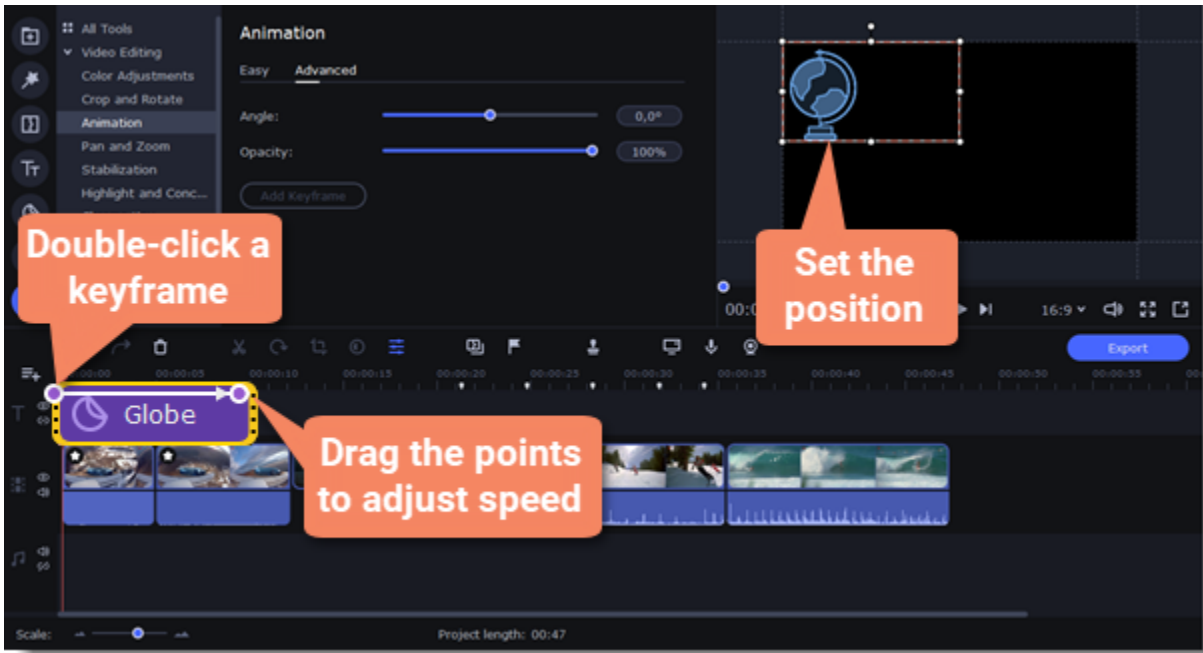 All Tools
Video Editing
Color Adjustments
Crop and Rotate
Animation
Pan and Zoom
Stabilization
Highlight and Conc...
Animation
Easy Advanced
Angle: 0,0°
Opacity: 100%
Add Keyframe
Double-click a
keyframe
Set the
position
16:9
Export
00:00:05 00:00:10 00:00:15 00:00:20 00:00:25 00:00:30 00:00:35 00:00:40 00:00:45 00:00:50 00:00:55
Globe
Drag the points
to adjust speed
Scale:
Project length: 00:47